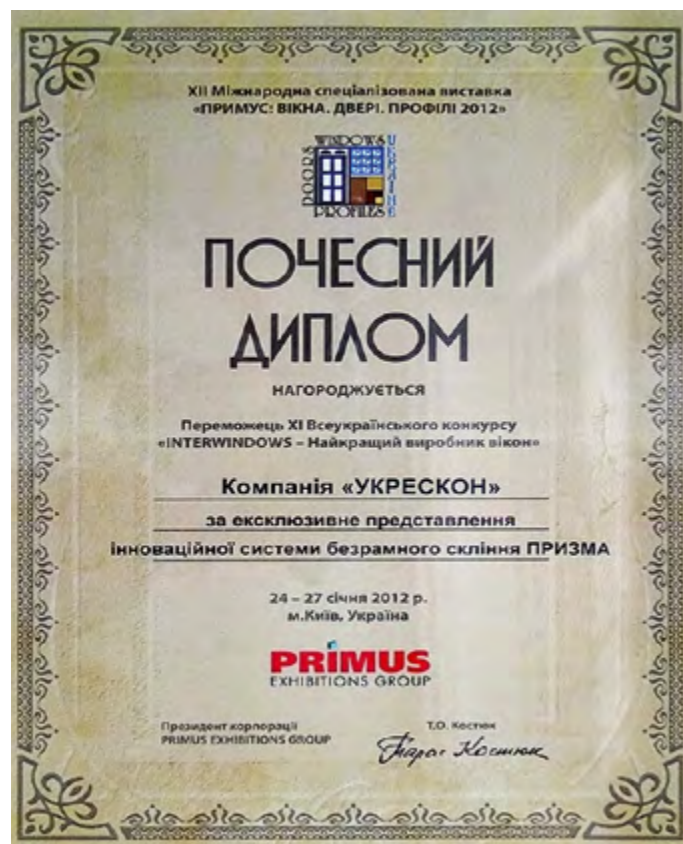 XII Міжнародна спеціалізована виставка
«ПРИМУС: ВІКНА. ДВЕРІ. ПРОФІЛІ 2012»
WINDOWS
DOORS
UKRAINE
PROFILES
ПОЧЕСНИЙ
ДИПЛОМ
НАГОРОДЖУЄТЬСЯ
Переможець XI Всеукраїнського конкурсу
«INTERWINDOWS – Найкращий виробник вікон»
Компанія «УКРЕСКОН»
за ексклюзивне представлення
інноваційної системи безрамного скління ПРИЗМА
24 – 27 січня 2012 р.
м.Київ, Україна
PRIMUS
EXHIBITIONS GROUP
Президент корпорації
PRIMUS EXHIBITIONS GROUP
Т.О. Костюк
Тарас Костюк